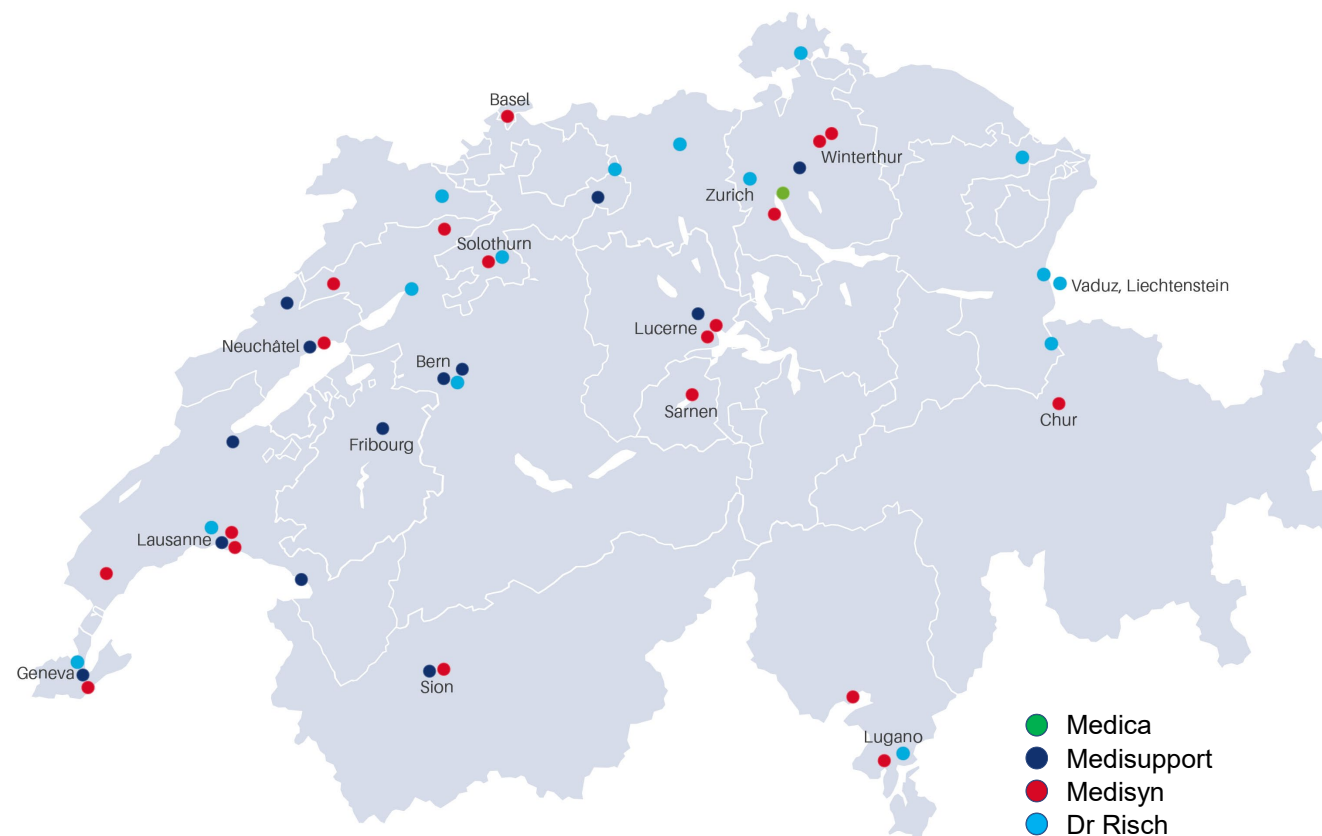 Basel
Winterthur
Zurich
Solothurn
Vaduz, Liechtenstein
Lucerne
Neuchâtel
Bern
Sarnen
Chur
Fribourg
Lausanne
Geneva
Sion
Lugano
Medica
Medisupport
Medisyn
Dr Risch